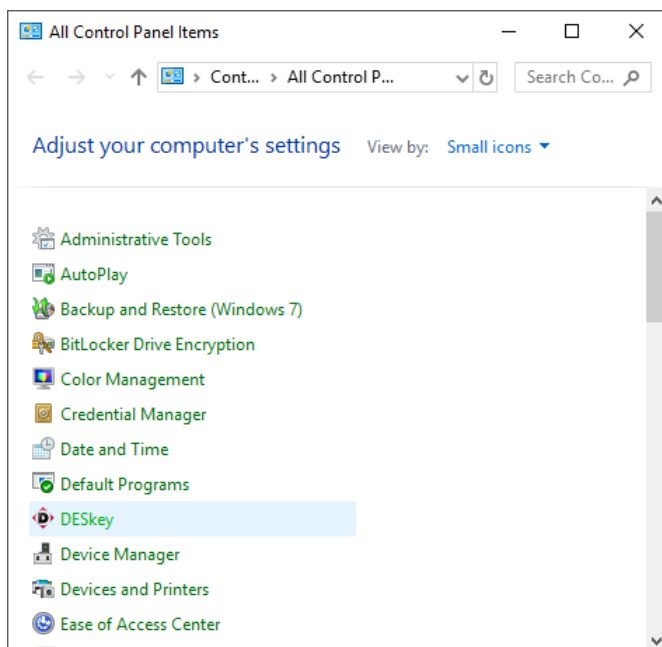 All Control Panel Items
Cont... All Control P... Search Co...
Adjust your computer's settings View by: Small icons
Administrative Tools
AutoPlay
Backup and Restore (Windows 7)
BitLocker Drive Encryption
Color Management
Credential Manager
Date and Time
Default Programs
DESkey
Device Manager
Devices and Printers
Ease of Access Center